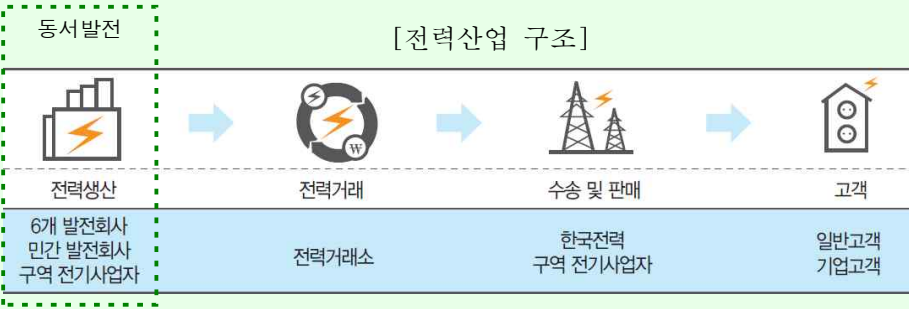 동서발전
[전력산업 구조]
W
전력생산
전력거래
수송 및 판매
고객
6개 발전회사
민간 발전회사
구역 전기사업자
전력거래소
한국전력
구역 전기사업자
일반고객
기업고객